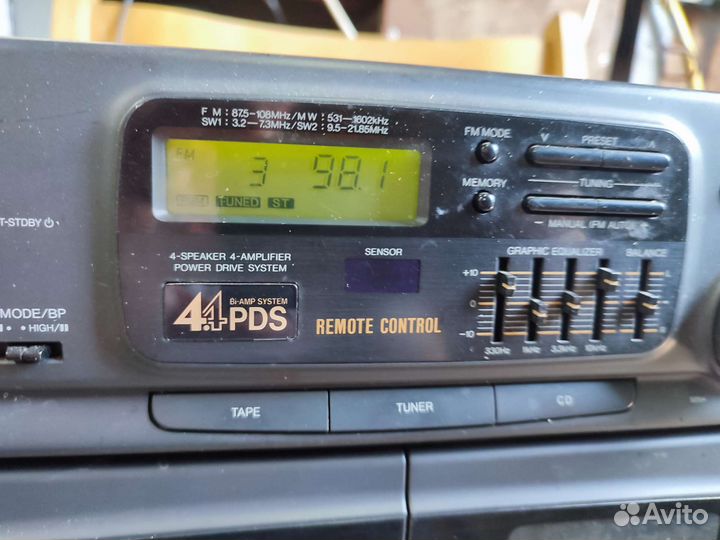 FM : 87.5-108MHz/MW : 531-1602kHz
SW1 : 3.2-7.3MHz/SW2 : 9.5-21.85MHz
FM MODE
V PRESET Λ
FM
3 98.1
TUNED ST
MEMORY
TUNING
- MANUAL (FM AUTO)
T-STDBY
4-SPEAKER 4-AMPLIFIER
POWER DRIVE SYSTEM
SENSOR
GRAPHIC EQUALIZER
BALANCE
+10
0
-10
L
R
330Hz 1kHz 3.3kHz 10kHz
Bi-AMP SYSTEM
4.4PDS
REMOTE CONTROL
MODE/BP
HIGH/
TAPE
TUNER
CD
Avito